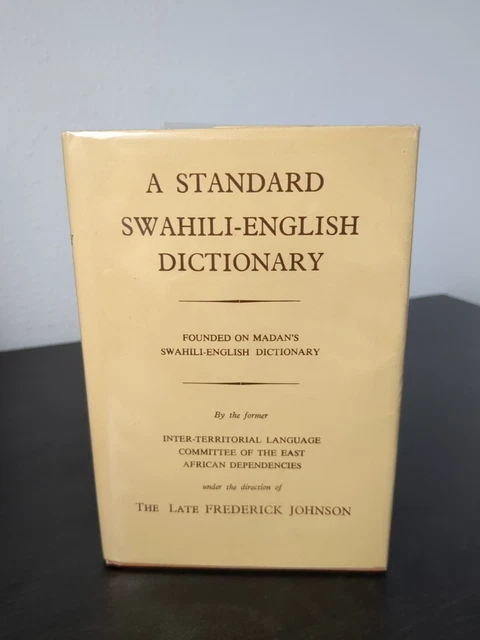 A STANDARD
SWAHILI-ENGLISH
DICTIONARY
FOUNDED ON MADAN'S
SWAHILI-ENGLISH DICTIONARY
By the former
INTER-TERRITORIAL LANGUAGE
COMMITTEE OF THE EAST
AFRICAN DEPENDENCIES
under the direction of
THE LATE FREDERICK JOHNSON